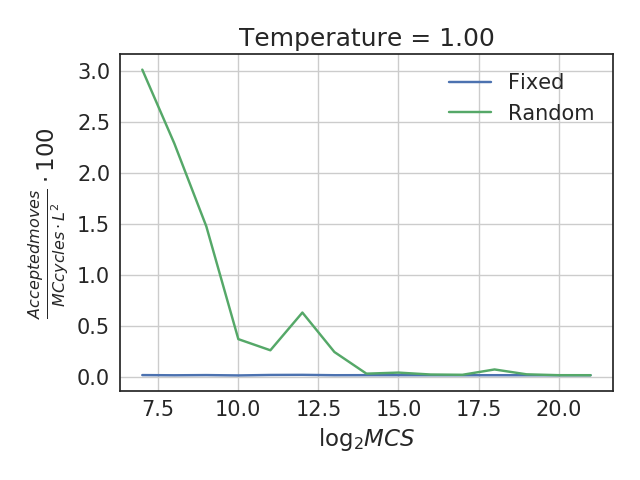 Temperature = 1.00
Fixed
Random
3.0
2.5
2.0
1.5
1.0
0.5
0.0
7.5 10.0 12.5 15.0 17.5 20.0
log₂MCS
Acceptedmoves
MCcycles · L² · 100